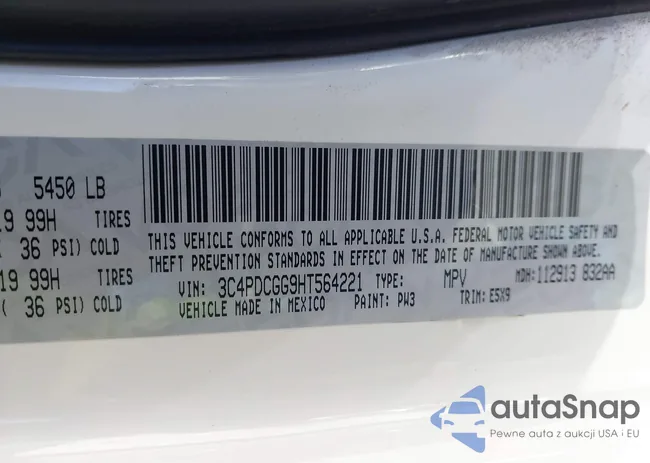 5450 LB
19 99H TIRES
36 PSI) COLD
19 99H TIRES
( 36 PSI) COLD
THIS VEHICLE CONFORMS TO ALL APPLICABLE U.S.A. FEDERAL MOTOR VEHICLE SAFETY AND
THEFT PREVENTION STANDARDS IN EFFECT ON THE DATE OF MANUFACTURE SHOWN ABOVE.
VIN: 3C4PDCGG9HT564221 TYPE: MPV MDH:112913 832AA
VEHICLE MADE IN MEXICO PAINT: PW3 TRIM: E5X9
autaSnap
Pewne auta z aukcji USA i EU